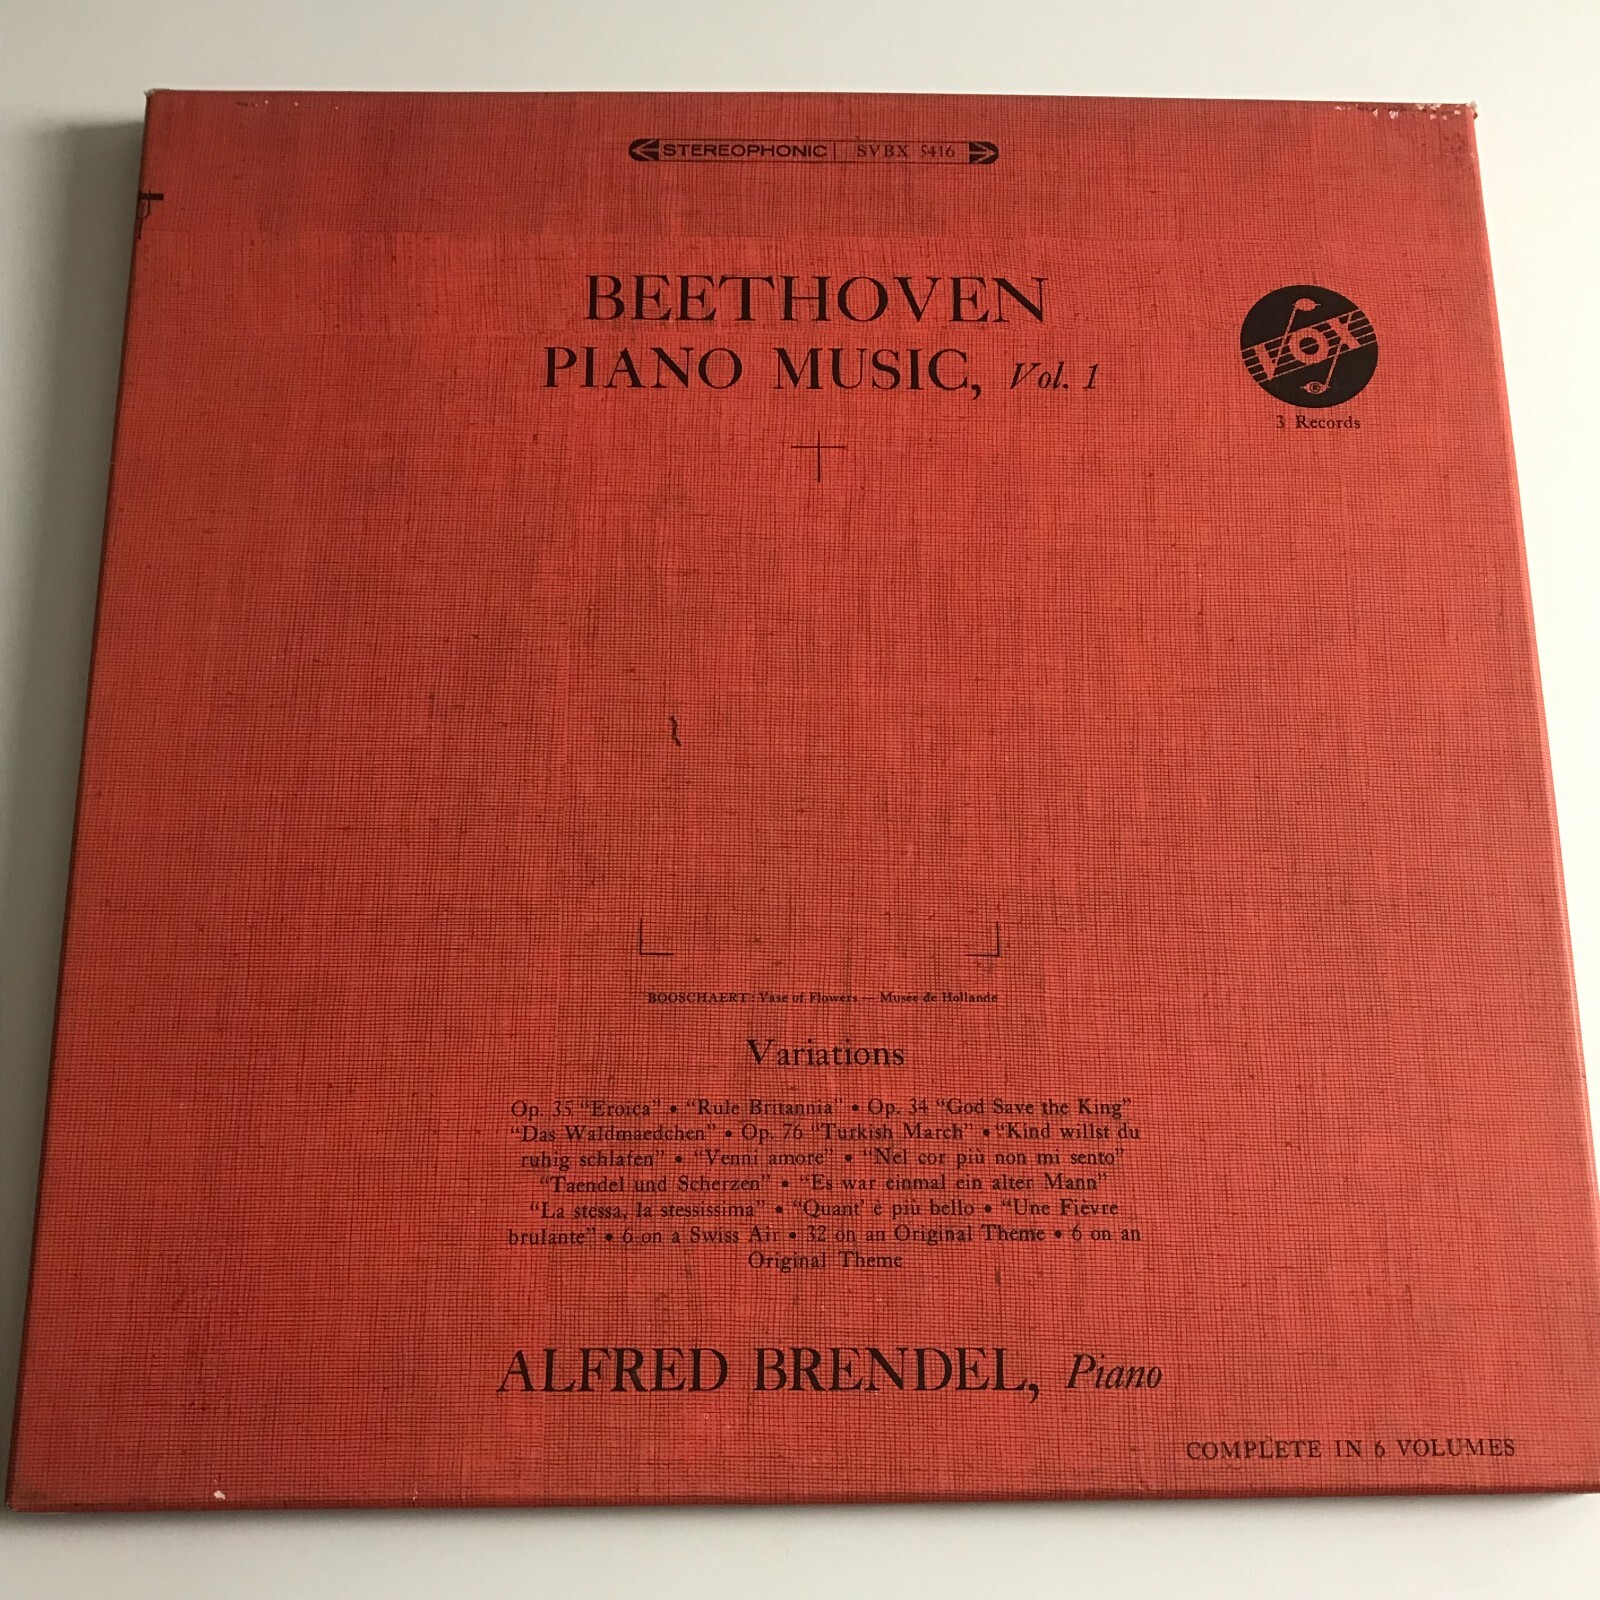 STEREOPHONIC | SVBX 5416
BEETHOVEN
PIANO MUSIC, Vol. 1
VOX
3 Records
BOOSCHAERT : Vase of Flowers — Musée de Hollande
Variations
Op. 35 “Eroica” • “Rule Britannia” • Op. 34 “God Save the King”
“Das Waldmaedchen” • Op. 76 “Turkish March” • “Kind willst du
ruhig schlafen” • “Venni amore” • “Nel cor più non mi sento”
“Taendel und Scherzen” • “Es war einmal ein alter Mann”
“La stessa, la stessissima” • “Quant’ è più bello • “Une Fièvre
brulante” • 6 on a Swiss Air • 32 on an Original Theme • 6 on an
Original Theme
ALFRED BRENDEL, Piano
COMPLETE IN 6 VOLUMES